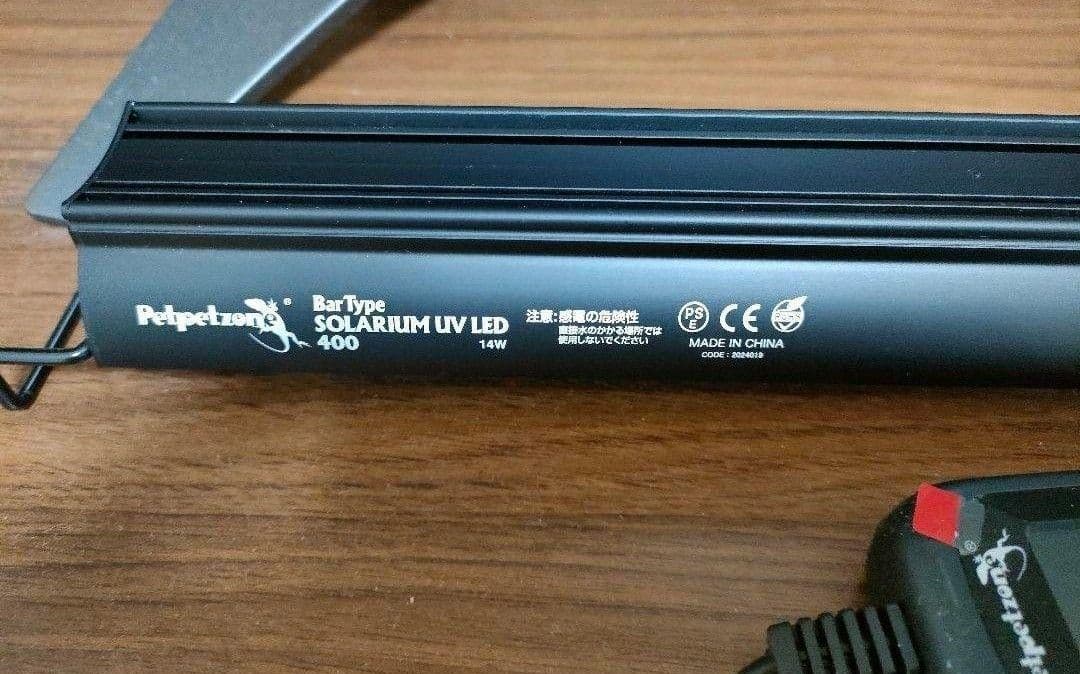 Petpetzone®
Bar Type
SOLARIUM UV LED
400
14W
注意:感電の危険性
直接水のかかる場所では
使用しないでください
PS
E
CE
MADE IN CHINA
CODE : 2024019